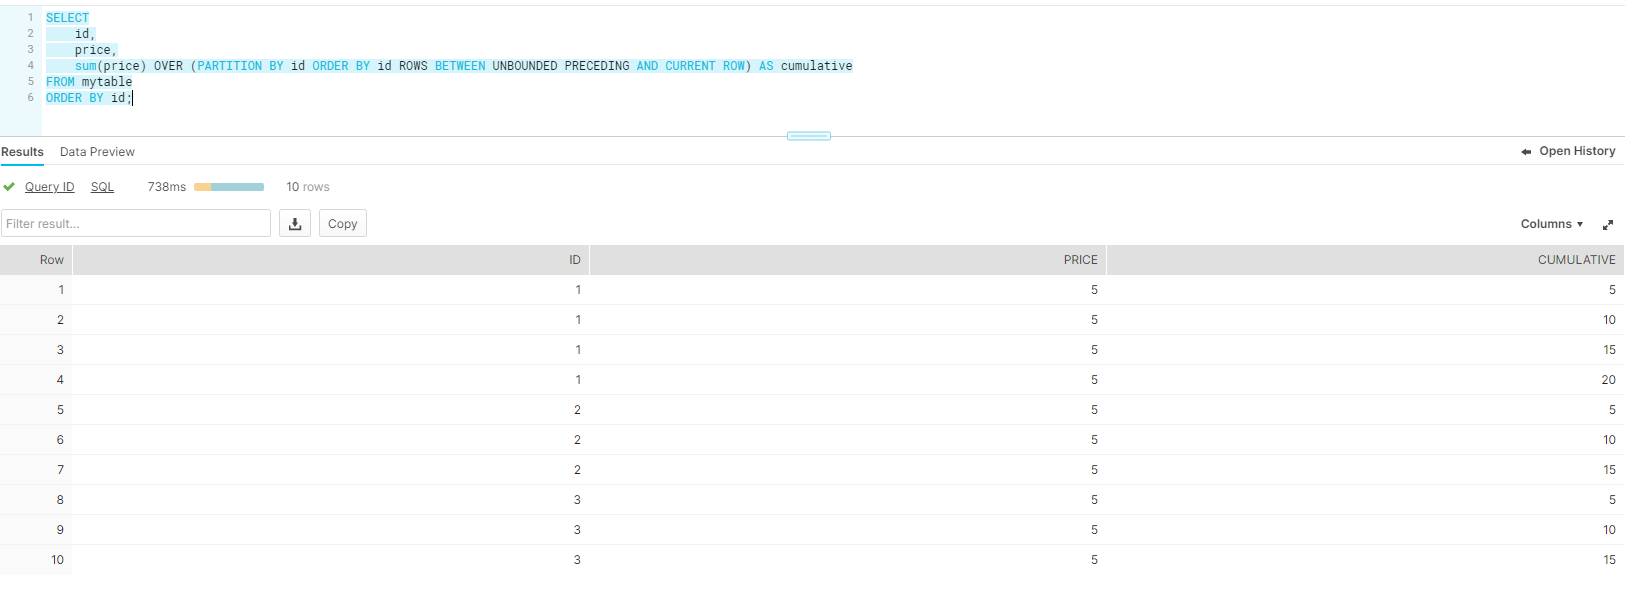 1 SELECT
2 id,
3 price,
4 sum(price) OVER (PARTITION BY id ORDER BY id ROWS BETWEEN UNBOUNDED PRECEDING AND CURRENT ROW) AS cumulative
5 FROM mytable
6 ORDER BY id;
Results Data Preview Open History
Query ID SQL 738ms 10 rows
Filter result... Copy Columns
Row ID PRICE CUMULATIVE
1 1 5 5
2 1 5 10
3 1 5 15
4 1 5 20
5 2 5 5
6 2 5 10
7 2 5 15
8 3 5 5
9 3 5 10
10 3 5 15